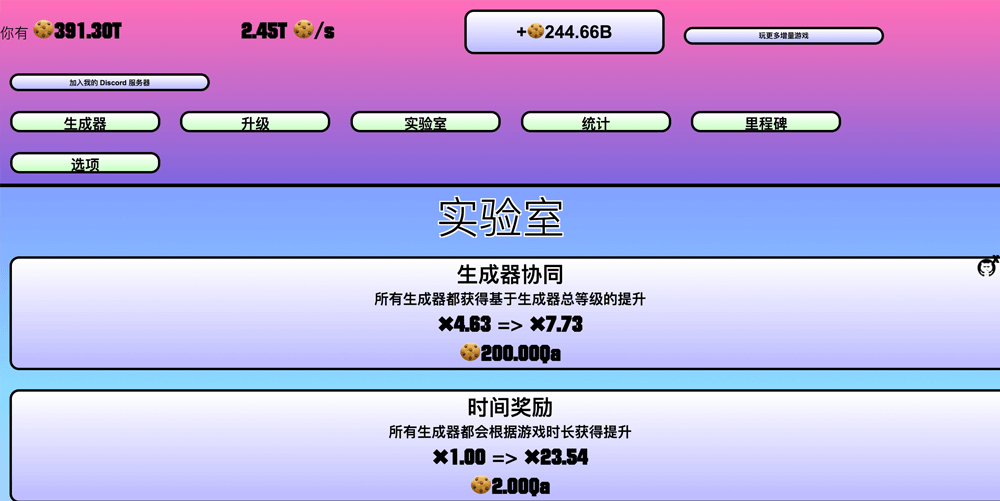 你有 🍪391.30T
2.45T 🍪/s
+🍪244.66B
玩更多增量游戏
加入我的 Discord 服务器
生成器
升级
实验室
统计
里程碑
选项
实验室
生成器协同
所有生成器都获得基于生成器总等级的提升
✖4.63 => ✖7.73
🍪200.00Qa
时间奖励
所有生成器都会根据游戏时长获得提升
✖1.00 => ✖23.54
🍪2.00Qa